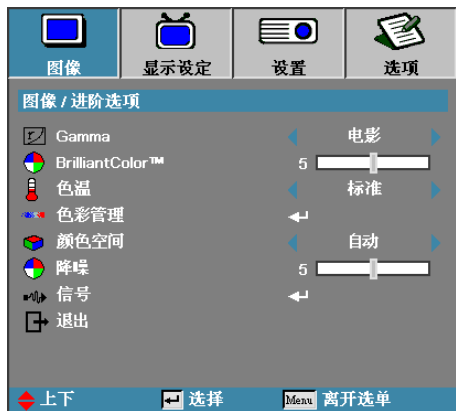 图像 显示设定 设置 选项
图像 / 进阶选项
Gamma 电影
BrilliantColor™ 5
色温 标准
色彩管理
颜色空间 自动
降噪 5
信号
退出
上下 选择 Menu 离开选单